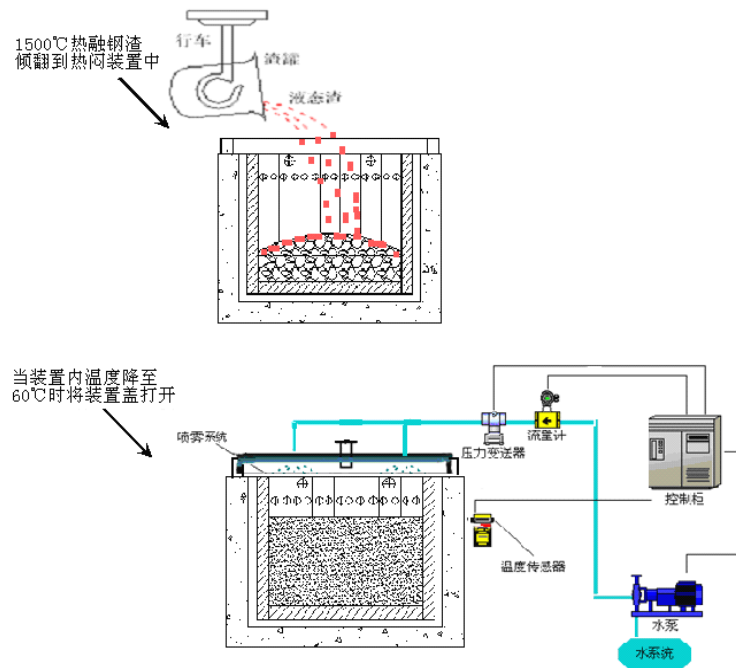 1500℃热融钢渣
倾翻到热闷装置中
行车
渣罐
液态渣
当装置内温度降至
60℃时将装置盖打开
喷雾系统
压力变送器
流量计
控制柜
温度传感器
水泵
水系统